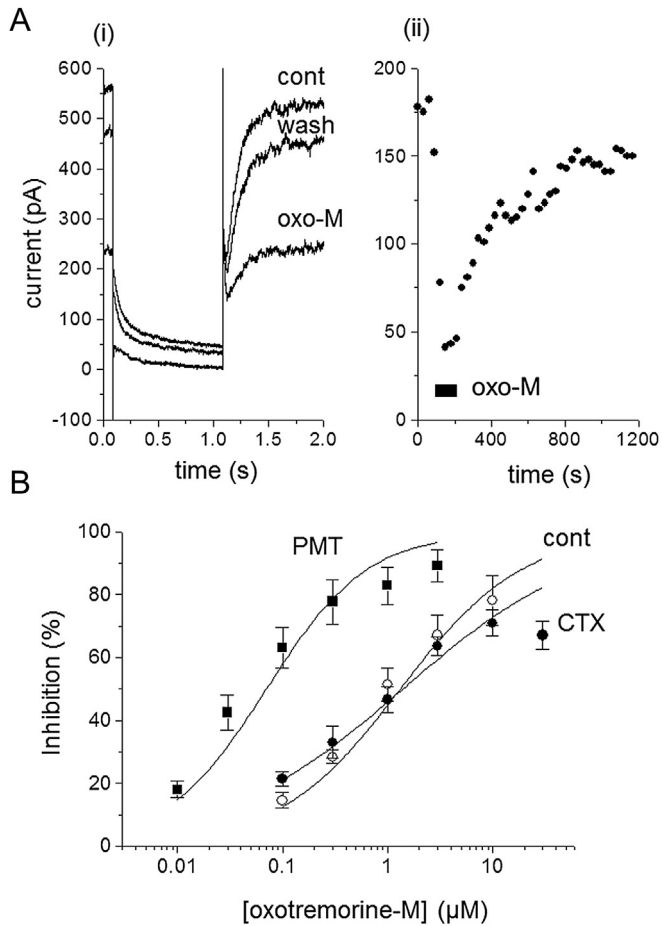 A
(i)
(ii)
600
500
400
300
200
100
0
-100
current (pA)
cont
wash
oxo-M
0.0
0.5
1.0
1.5
2.0
time (s)
200
150
100
50
0
oxo-M
0
400
800
1200
time (s)
B
100
80
60
40
20
0
Inhibition (%)
PMT
cont
CTX
0.01
0.1
1
10
[oxotremorine-M] (µM)